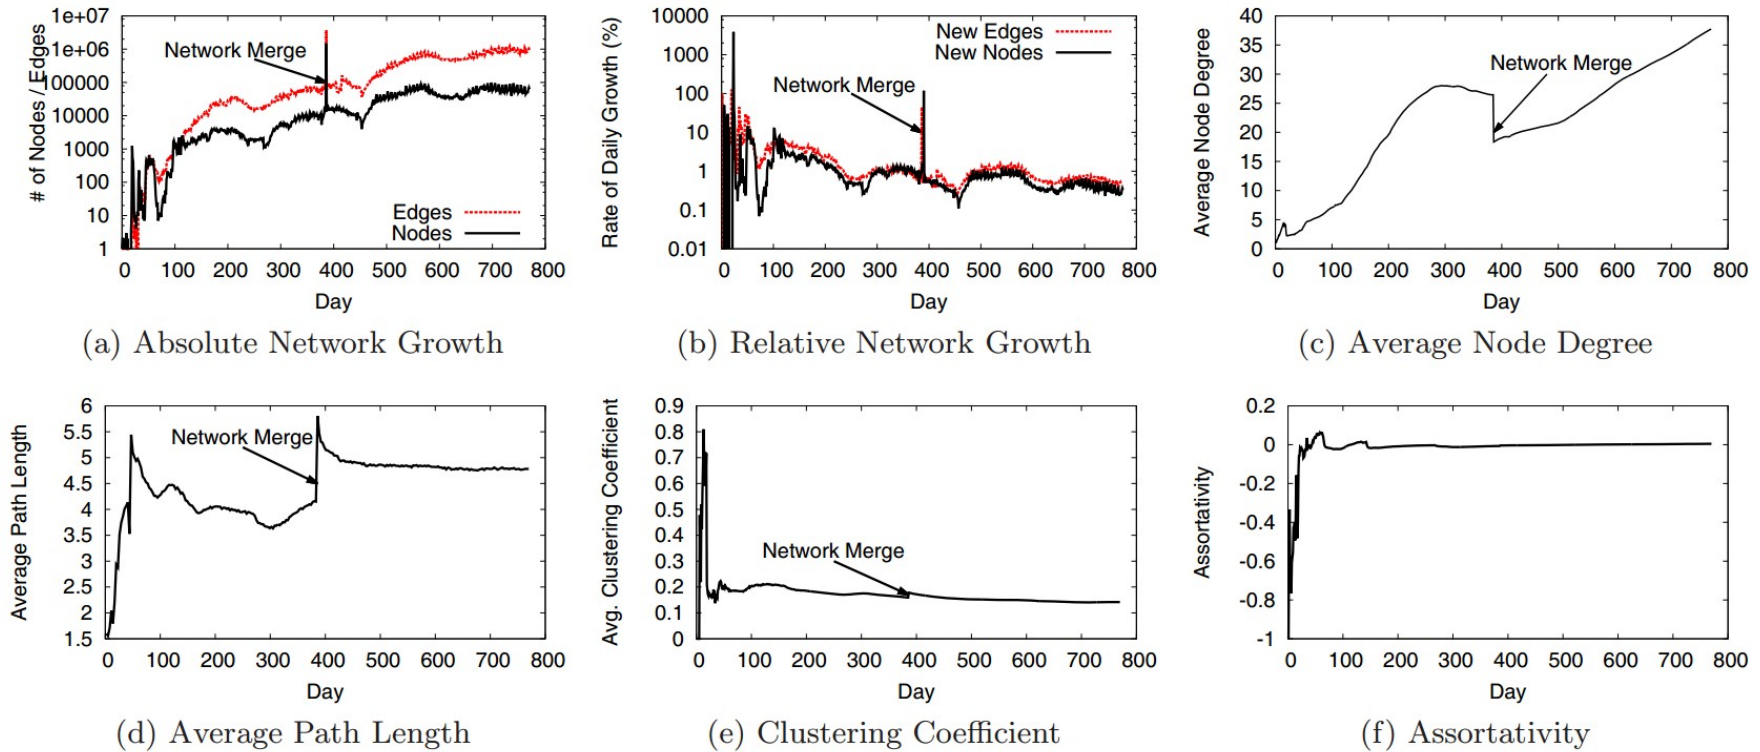 # of Nodes / Edges
1e+07
1e+06
100000
10000
1000
100
10
1
Network Merge
Edges
Nodes
0 100 200 300 400 500 600 700 800
Day
(a) Absolute Network Growth
Rate of Daily Growth (%)
10000
1000
100
10
1
0.1
0.01
New Edges
New Nodes
Network Merge
0 100 200 300 400 500 600 700 800
Day
(b) Relative Network Growth
Average Node Degree
40
35
30
25
20
15
10
5
0
Network Merge
0 100 200 300 400 500 600 700 800
Day
(c) Average Node Degree
Average Path Length
6
5.5
5
4.5
4
3.5
3
2.5
2
1.5
Network Merge
0 100 200 300 400 500 600 700 800
Day
(d) Average Path Length
Avg. Clustering Coefficient
0.9
0.8
0.7
0.6
0.5
0.4
0.3
0.2
0.1
0
Network Merge
0 100 200 300 400 500 600 700 800
Day
(e) Clustering Coefficient
Assortativity
0.2
0
-0.2
-0.4
-0.6
-0.8
-1
0 100 200 300 400 500 600 700 800
Day
(f) Assortativity